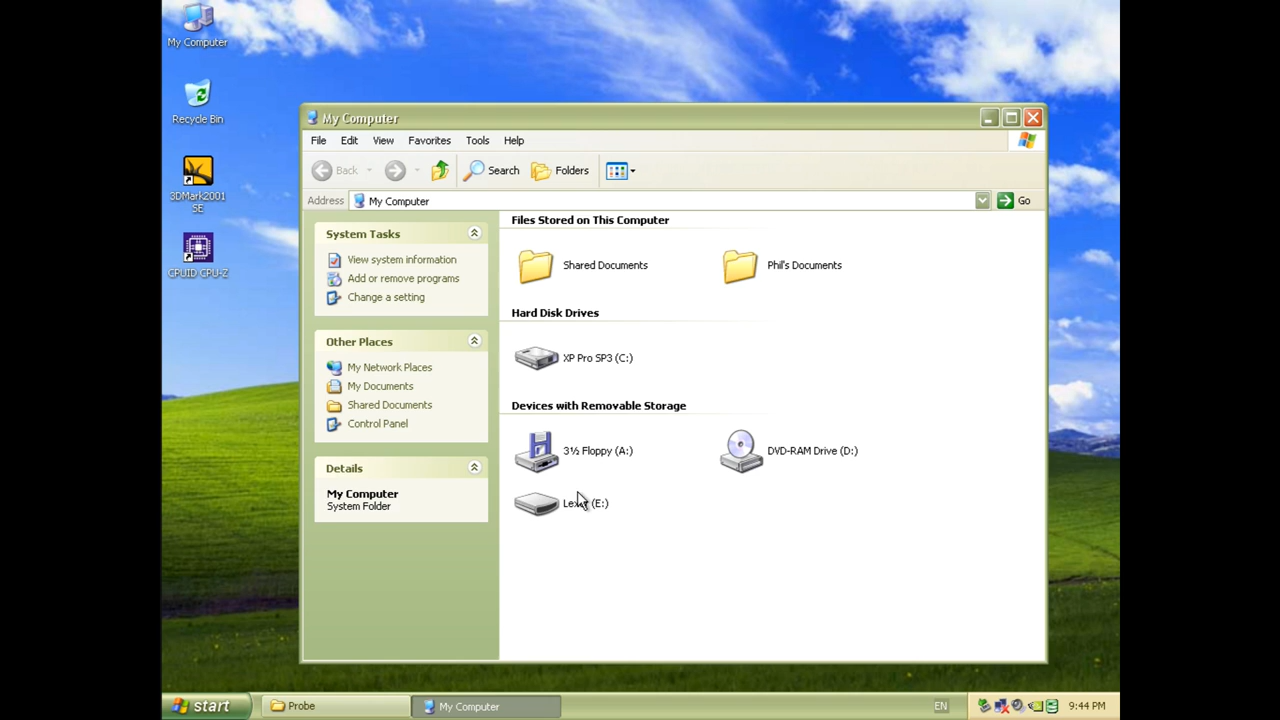 My Computer
Recycle Bin
3DMark2001
SE
CPUID CPU-Z
My Computer
File Edit View Favorites Tools Help
Back Search Folders
Address My Computer Go
System Tasks
View system information
Add or remove programs
Change a setting
Other Places
My Network Places
My Documents
Shared Documents
Control Panel
Details
My Computer
System Folder
Files Stored on This Computer
Shared Documents Phil's Documents
Hard Disk Drives
XP Pro SP3 (C:)
Devices with Removable Storage
3½ Floppy (A:) DVD-RAM Drive (D:)
(E:)
start Probe My Computer EN 9:44 PM